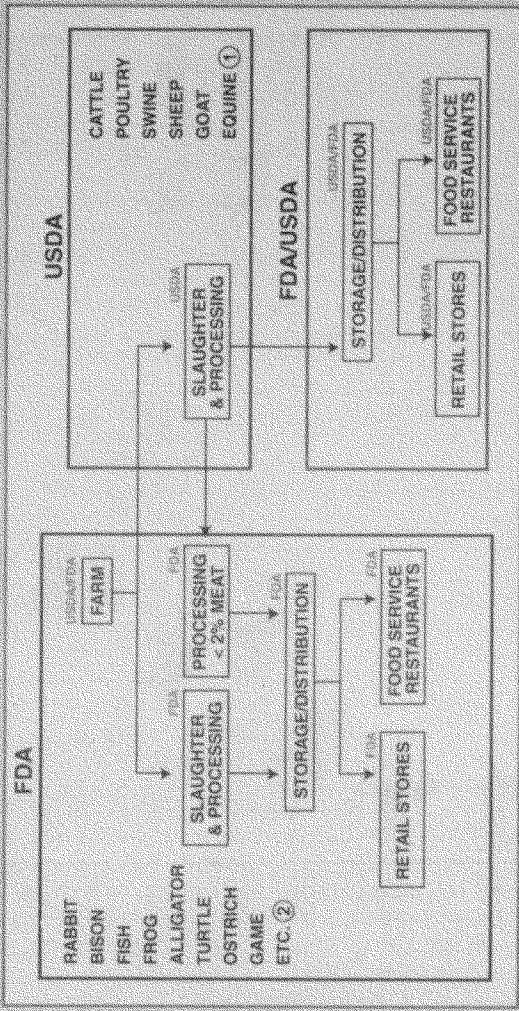 FDA
RABBIT
BISON
FISH
FROG
ALLIGATOR
TURTLE
OSTRICH
GAME
ETC. ②
USDA/FDA
FARM
FDA
SLAUGHTER
& PROCESSING
FDA
PROCESSING
< 2% MEAT
FDA
STORAGE/DISTRIBUTION
FDA
RETAIL STORES
FDA
FOOD SERVICE
RESTAURANTS
USDA
CATTLE
POULTRY
SWINE
SHEEP
GOAT
EQUINE ①
USDA
SLAUGHTER
& PROCESSING
FDA/USDA
USDA/FDA
STORAGE/DISTRIBUTION
USDA/FDA
RETAIL STORES
USDA/FDA
FOOD SERVICE
RESTAURANTS